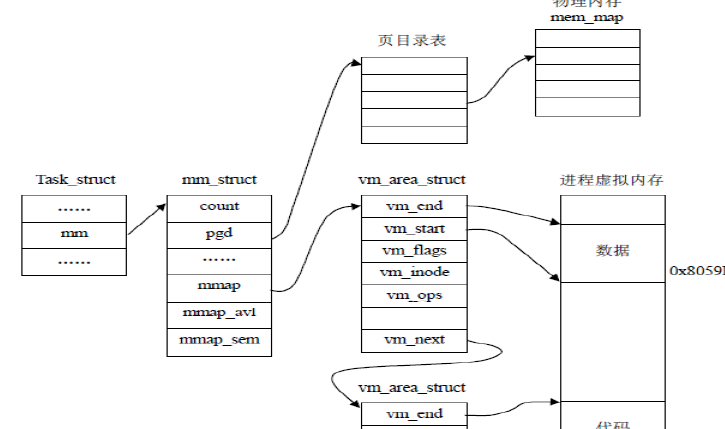 物理内存
mem_map
页目录表
Task_struct
mm_struct
vm_area_struct
进程虚拟内存
……
mm
……
count
pgd
……
mmap
mmap_avl
mmap_sem
vm_end
vm_start
vm_flags
vm_inode
vm_ops
vm_next
数据
0x8059
vm_area_struct
vm_end
代码